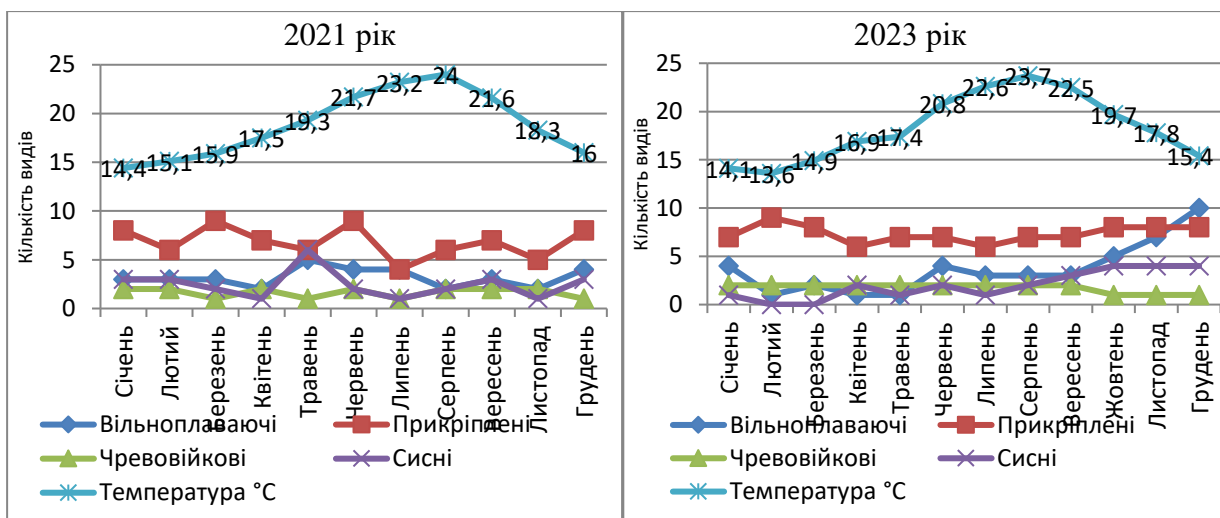 2021 рік
25
20
15
10
5
0
Кількість видів
14,4
15,1
15,9
17,5
19,3
21,7
23,2
24
21,6
18,3
16
Січень
Лютий
Березень
Квітень
Травень
Червень
Липень
Серпень
Вересень
Листопад
Грудень
Вільноплаваючі
Прикріплені
Чревовійкові
Сисні
Температура °C
2023 рік
25
20
15
10
5
0
Кількість видів
14,1
13,6
14,9
16,9
17,4
20,8
22,6
23,7
22,5
19,7
17,8
15,4
Січень
Лютий
Березень
Квітень
Травень
Червень
Липень
Серпень
Вересень
Жовтень
Листопад
Грудень
Вільноплаваючі
Прикріплені
Чревовійкові
Сисні
Температура °C